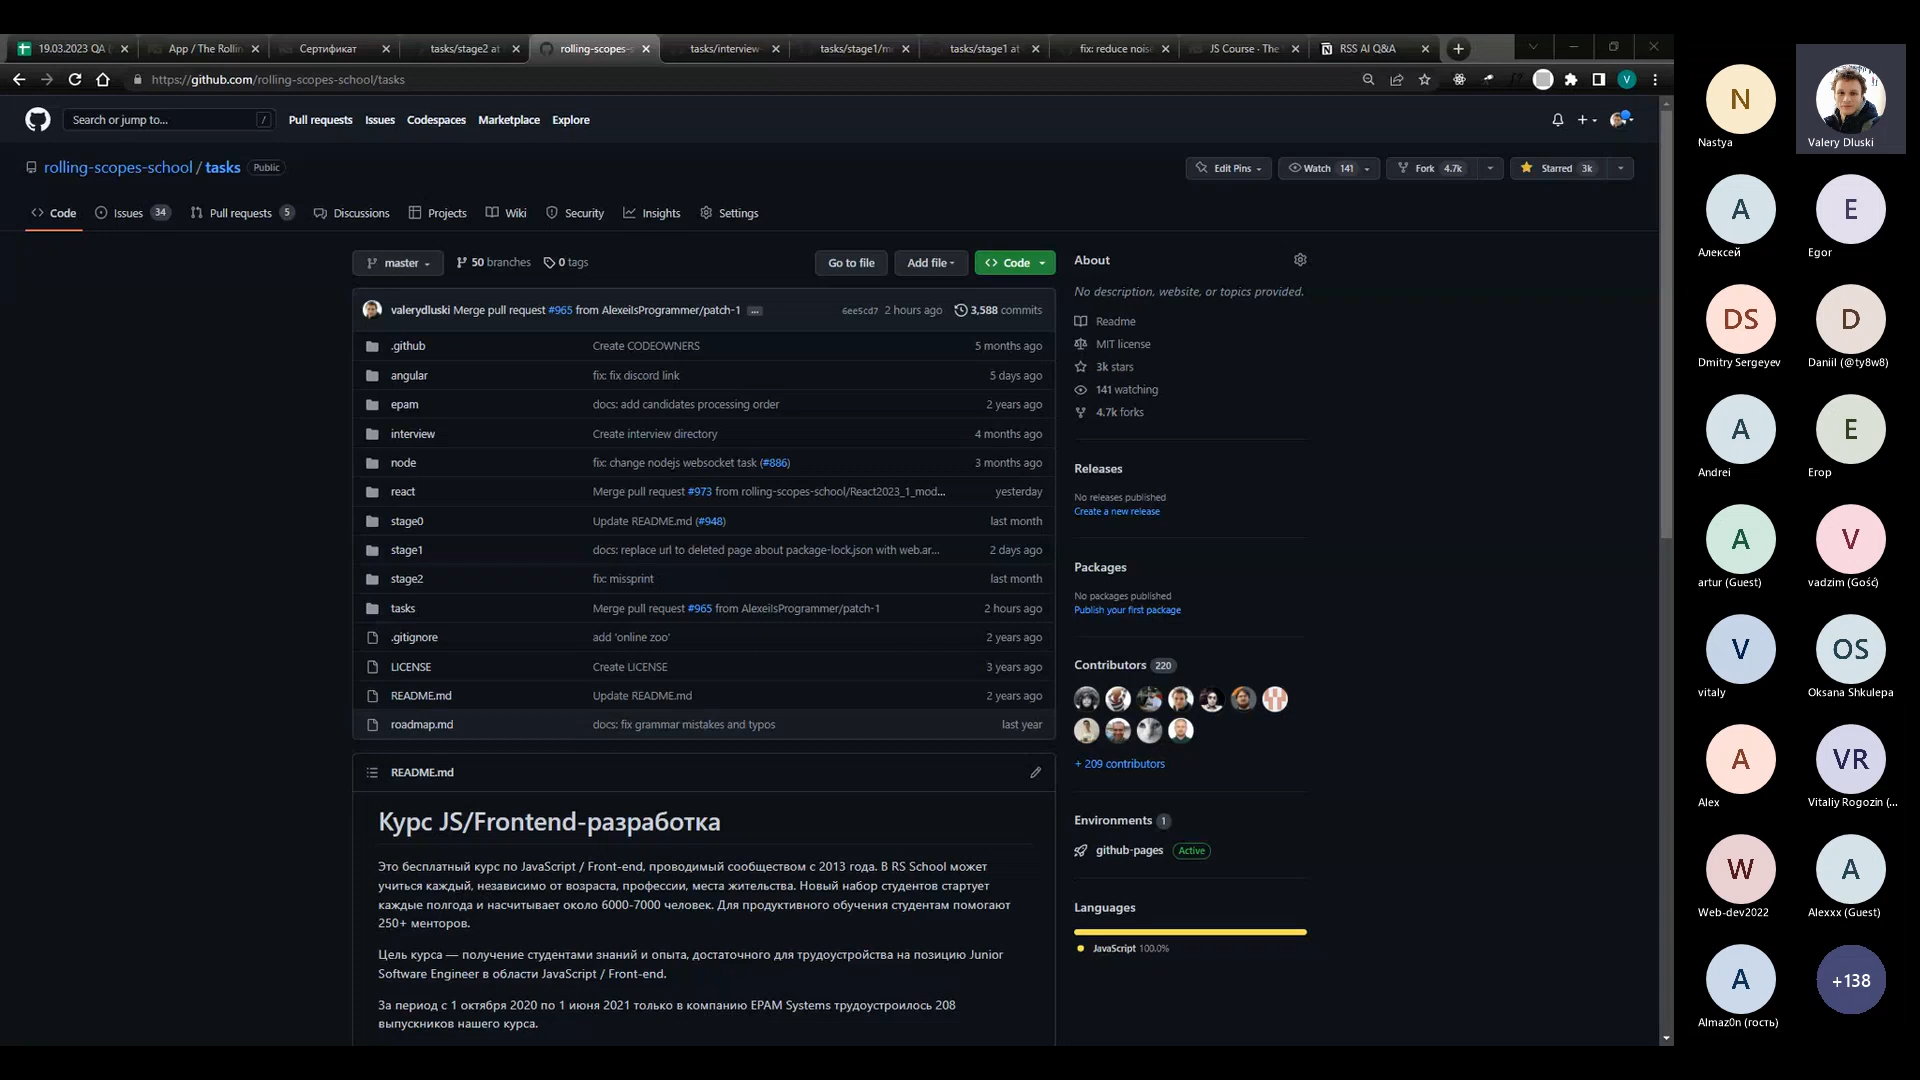 19.03.2023 QA
App / The Rollin
Сертификат
tasks/stage2 at
rolling-scopes-
tasks/interview
tasks/stage1/m
tasks/stage1 at
fix: reduce nois
JS Course · The
RSS AI Q&A
https://github.com/rolling-scopes-school/tasks
V
Search or jump to...
/
Pull requests
Issues
Codespaces
Marketplace
Explore
rolling-scopes-school / tasks
Public
Edit Pins
Watch 141
Fork 4.7k
Starred 3k
Code
Issues 34
Pull requests 5
Discussions
Projects
Wiki
Security
Insights
Settings
master
50 branches
0 tags
Go to file
Add file
Code
valerydluski Merge pull request #965 from AlexeiIsProgrammer/patch-1 ...
6ee5cd7 2 hours ago
3,588 commits
.github Create CODEOWNERS 5 months ago
angular fix: fix discord link 5 days ago
epam docs: add candidates processing order 2 years ago
interview Create interview directory 4 months ago
node fix: change nodejs websocket task (#886) 3 months ago
react Merge pull request #973 from rolling-scopes-school/React2023_1_mod... yesterday
stage0 Update README.md (#948) last month
stage1 docs: replace url to deleted page about package-lock.json with web.ar... 2 days ago
stage2 fix: missprint last month
tasks Merge pull request #965 from AlexeiIsProgrammer/patch-1 2 hours ago
.gitignore add 'online zoo' 2 years ago
LICENSE Create LICENSE 3 years ago
README.md Update README.md 2 years ago
roadmap.md docs: fix grammar mistakes and typos last year
README.md
Курс JS/Frontend-разработка
Это бесплатный курс по JavaScript / Front-end, проводимый сообществом с 2013 года. В RS School может
учиться каждый, независимо от возраста, профессии, места жительства. Новый набор студентов стартует
каждые полгода и насчитывает около 6000-7000 человек. Для продуктивного обучения студентам помогают
250+ менторов.
Цель курса — получение студентами знаний и опыта, достаточного для трудоустройства на позицию Junior
Software Engineer в области JavaScript / Front-end.
За период с 1 октября 2020 по 1 июня 2021 только в компанию EPAM Systems трудоустроилось 208
выпускников нашего курса.
About
No description, website, or topics provided.
Readme
MIT license
3k stars
141 watching
4.7k forks
Releases
No releases published
Create a new release
Packages
No packages published
Publish your first package
Contributors 220
+ 209 contributors
Environments 1
github-pages Active
Languages
JavaScript 100.0%
N
Nastya
Valery Dluski
A
Алексей
E
Egor
DS
Dmitry Sergeyev
D
Daniil (@ty8w8)
A
Andrei
E
Егор
A
artur (Guest)
V
vadzim (Gość)
V
vitaly
OS
Oksana Shkulepa
A
Alex
VR
Vitaliy Rogozin (...
W
Web-dev2022
A
Alexxx (Guest)
A
Almaz0n (гость)
+138